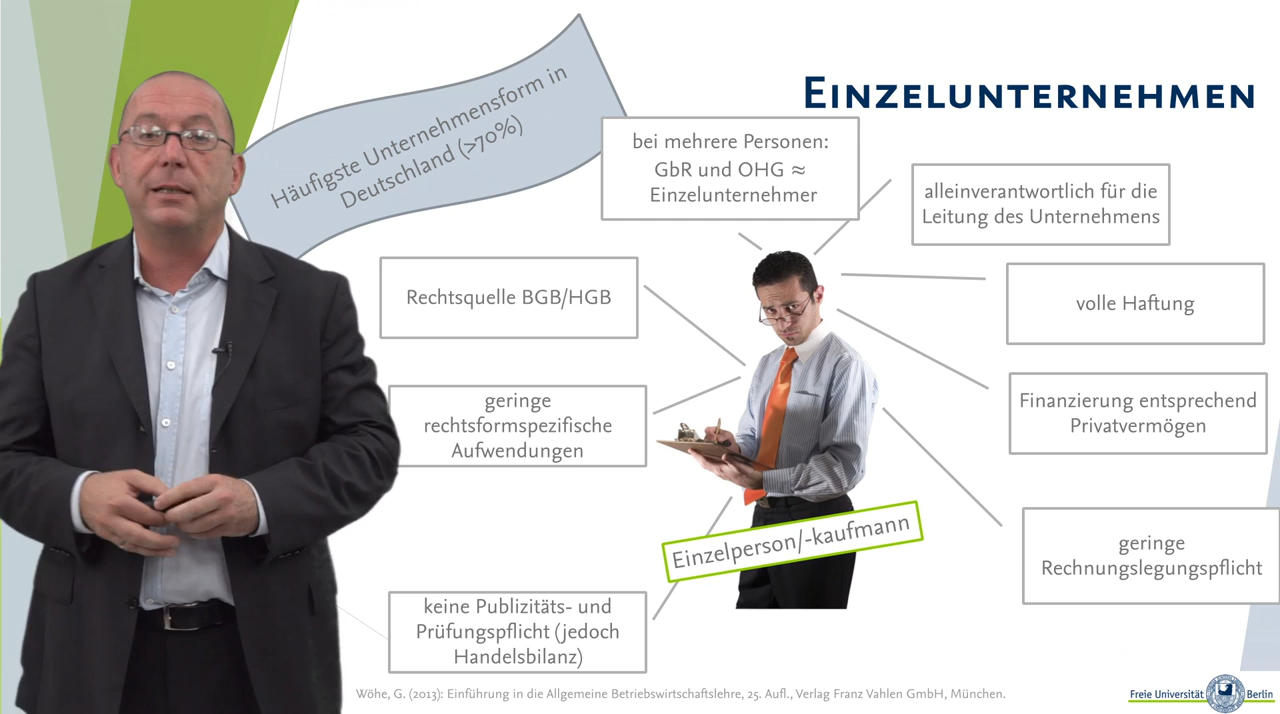 Einzelunternehmen
Häufigste Unternehmensform in
Deutschland (>70%)
bei mehrere Personen:
GbR und OHG ≈
Einzelunternehmer
alleinverantwortlich für die
Leitung des Unternehmens
Rechtsquelle BGB/HGB
volle Haftung
geringe
rechtsformspezifische
Aufwendungen
Finanzierung entsprechend
Privatvermögen
Einzelperson/-kaufmann
geringe
Rechnungslegungspflicht
keine Publizitäts- und
Prüfungspflicht (jedoch
Handelsbilanz)
Wöhe, G. (2013): Einführung in die Allgemeine Betriebswirtschaftslehre, 25. Aufl., Verlag Franz Vahlen GmbH, München.
Freie Universität Berlin